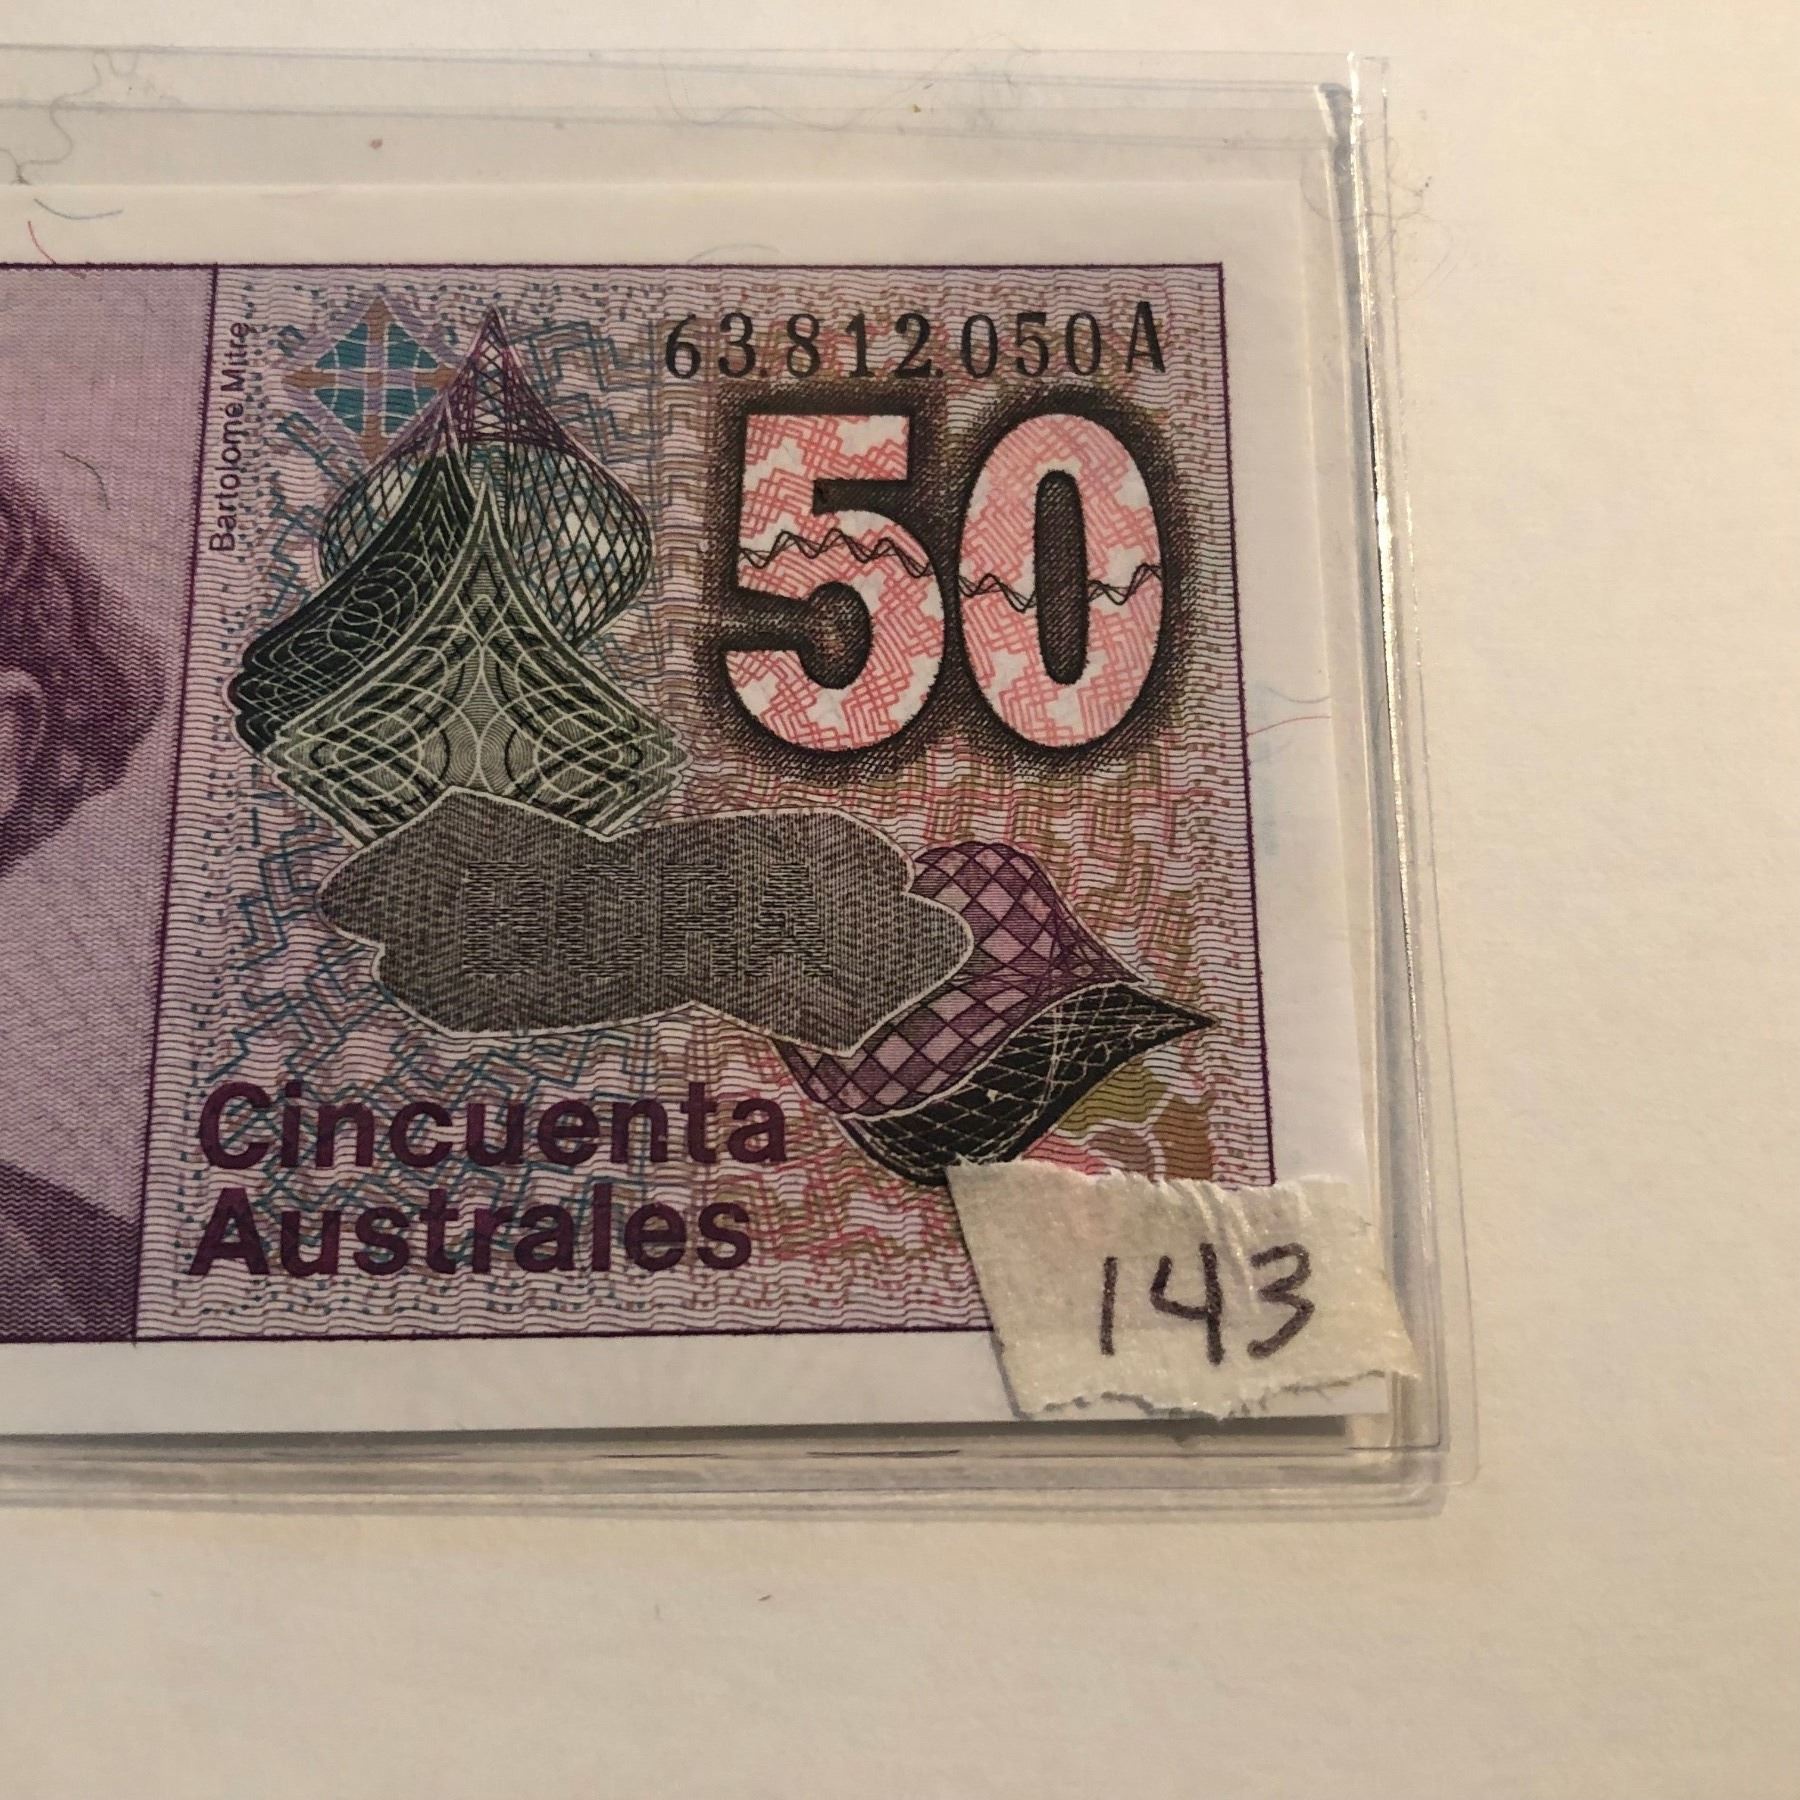 63.812.050A
Bartolome Mitre
50
BCRA
Cincuenta
Australes
143